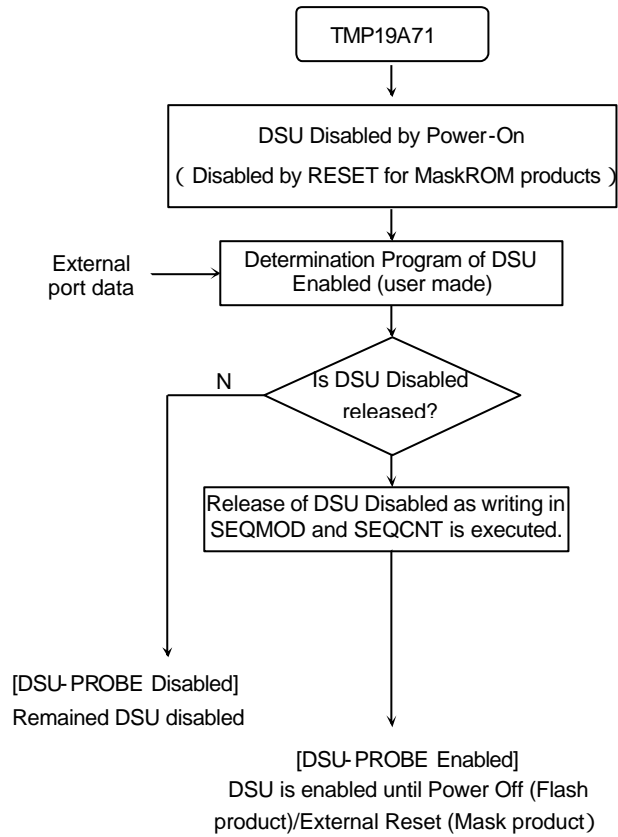 TMP19A71
DSU Disabled by Power-On
( Disabled by RESET for MaskROM products )
External
port data
Determination Program of DSU
Enabled (user made)
N
Is DSU Disabled
released?
Release of DSU Disabled as writing in
SEQMOD and SEQCNT is executed.
[DSU-PROBE Disabled]
Remained DSU disabled
[DSU-PROBE Enabled]
DSU is enabled until Power Off (Flash
product)/External Reset (Mask product)